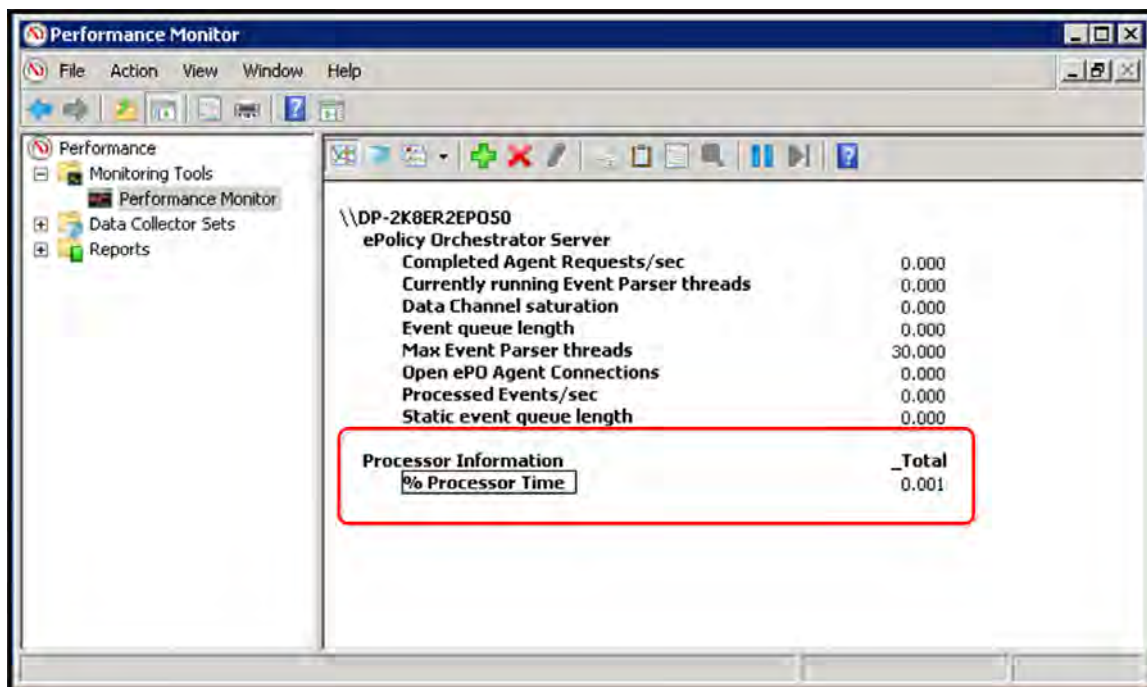 Performance Monitor
File Action View Window Help
Performance
Monitoring Tools
Performance Monitor
Data Collector Sets
Reports
\\DP-2K8ER2EPO50
ePolicy Orchestrator Server
Completed Agent Requests/sec 0.000
Currently running Event Parser threads 0.000
Data Channel saturation 0.000
Event queue length 0.000
Max Event Parser threads 30.000
Open ePO Agent Connections 0.000
Processed Events/sec 0.000
Static event queue length 0.000
Processor Information _Total
% Processor Time 0.001